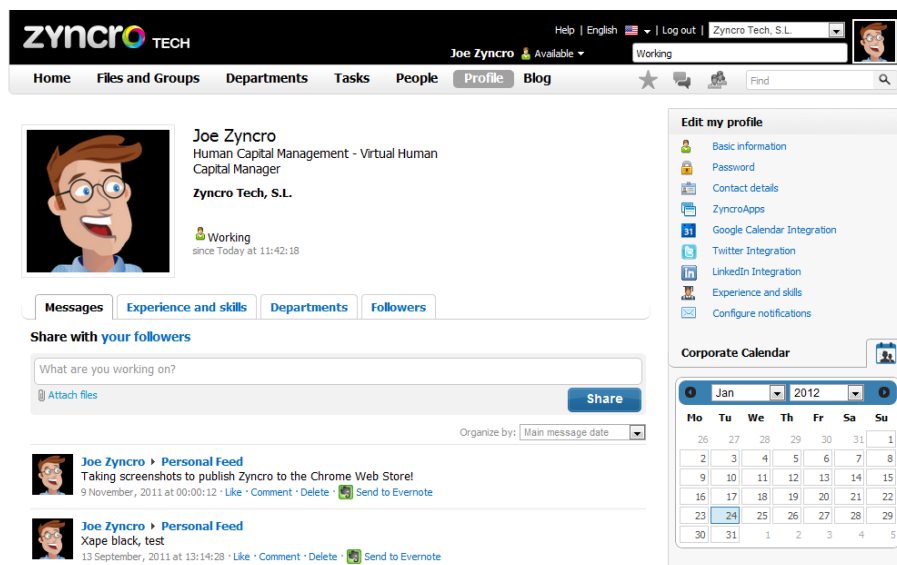 zyncro TECH
Help | English | Log out | Zyncro Tech, S.L.
Joe Zyncro Available Working
Home Files and Groups Departments Tasks People Profile Blog Find
Joe Zyncro
Human Capital Management - Virtual Human
Capital Manager
Zyncro Tech, S.L.
Working
since Today at 11:42:18
Messages Experience and skills Departments Followers
Share with your followers
What are you working on?
Attach files
Share
Organize by: Main message date
Joe Zyncro Personal Feed
Taking screenshots to publish Zyncro to the Chrome Web Store!
9 November, 2011 at 00:00:12 · Like · Comment · Delete · Send to Evernote
Joe Zyncro Personal Feed
Xape black, test
13 September, 2011 at 13:14:28 · Like · Comment · Delete · Send to Evernote
Edit my profile
Basic information
Password
Contact details
ZyncroApps
31 Google Calendar Integration
Twitter Integration
in LinkedIn Integration
Experience and skills
Configure notifications
Corporate Calendar
Jan 2012
Mo Tu We Th Fr Sa Su
26 27 28 29 30 31 1
2 3 4 5 6 7 8
9 10 11 12 13 14 15
16 17 18 19 20 21 22
23 24 25 26 27 28 29
30 31 1 2 3 4 5